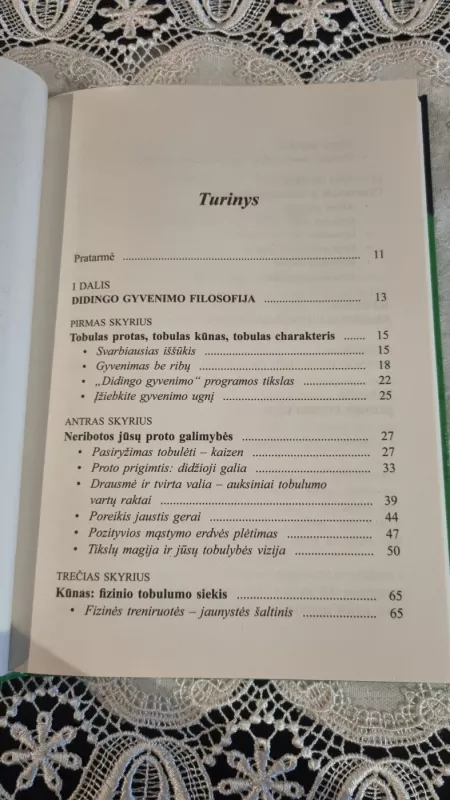 Turinys
Pratarmė ........ 11
I DALIS
DIDINGO GYVENIMO FILOSOFIJA ........ 13
PIRMAS SKYRIUS
Tobulas protas, tobulas kūnas, tobulas charakteris ........ 15
• Svarbiausias iššūkis ........ 15
• Gyvenimas be ribų ........ 18
• „Didingo gyvenimo“ programos tikslas ........ 22
• Įžiebkite gyvenimo ugnį ........ 25
ANTRAS SKYRIUS
Neribotos jūsų proto galimybės ........ 27
• Pasiryžimas tobulėti – kaizen ........ 27
• Proto prigimtis: didžioji galia ........ 33
• Drausmė ir tvirta valia – auksiniai tobulumo
vartų raktai ........ 39
• Poreikis jaustis gerai ........ 44
• Pozityvios mąstymo erdvės plėtimas ........ 47
• Tikslų magija ir jūsų tobulybės vizija ........ 50
TREČIAS SKYRIUS
Kūnas: fizinio tobulumo siekis ........ 65
• Fizinės treniruotės – jaunystės šaltinis ........ 65